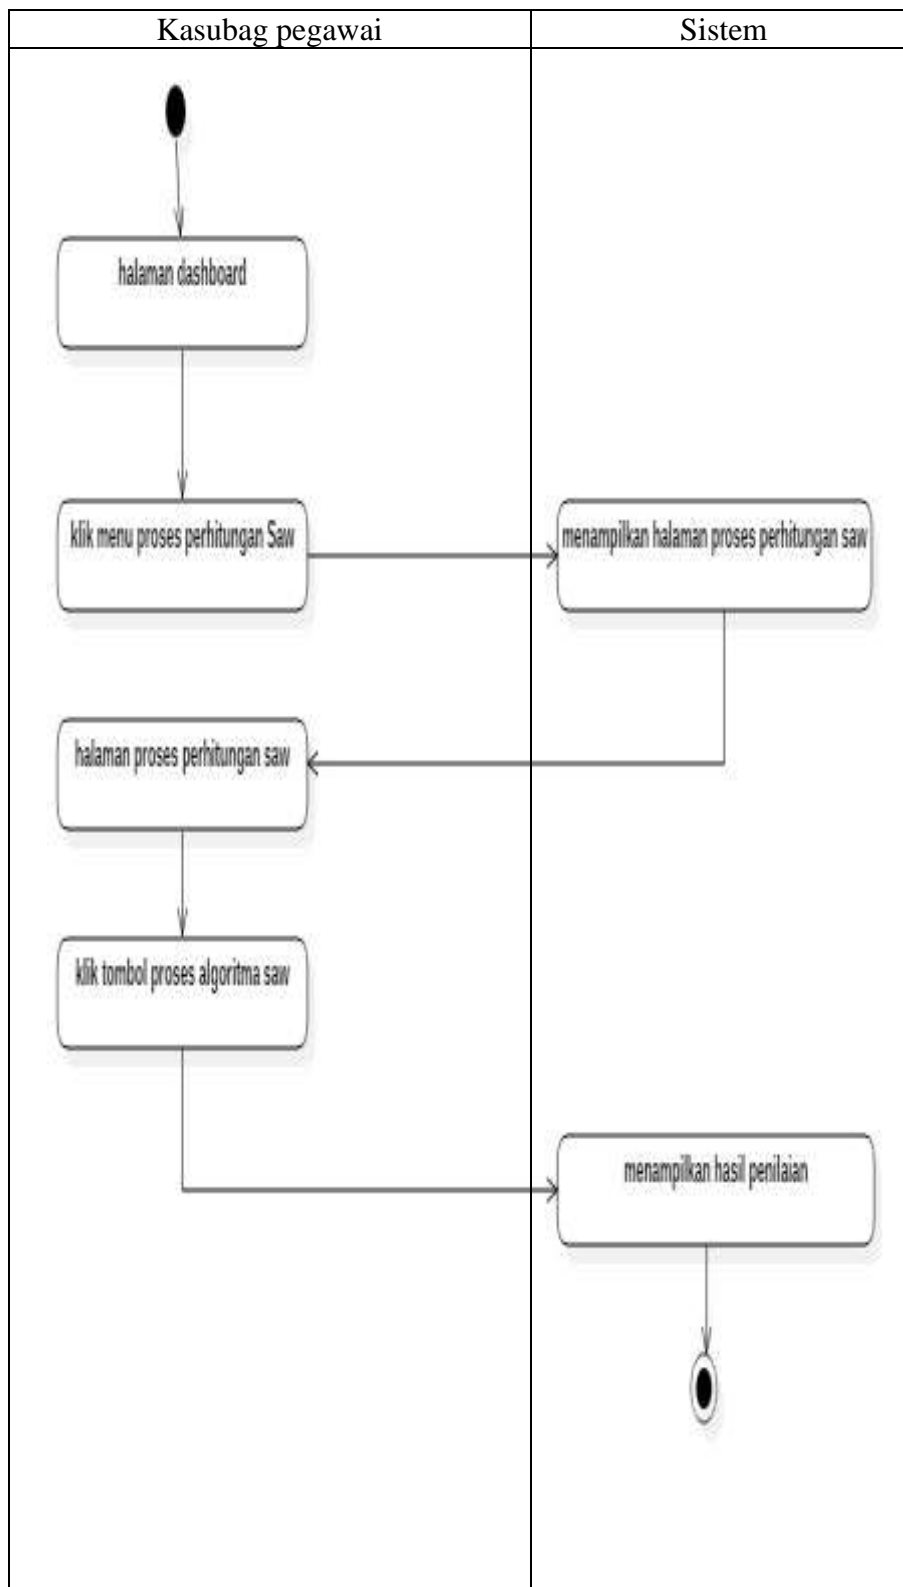 Kasubag pegawai
Sistem
halaman dashboard
klik menu proses perhitungan Saw
menampilkan halaman proses perhitungan saw
halaman proses perhitungan saw
klik tombol proses algoritma saw
menampilkan hasil penilaian